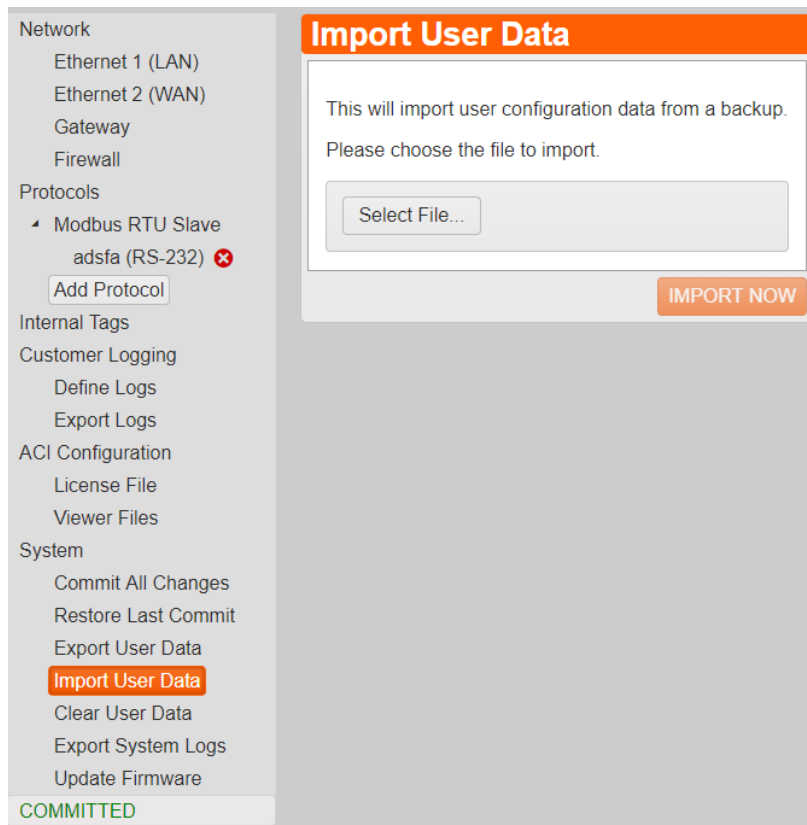 Network
Ethernet 1 (LAN)
Ethernet 2 (WAN)
Gateway
Firewall
Protocols
Modbus RTU Slave
adsfa (RS-232)
Add Protocol
Internal Tags
Customer Logging
Define Logs
Export Logs
ACI Configuration
License File
Viewer Files
System
Commit All Changes
Restore Last Commit
Export User Data
Import User Data
Clear User Data
Export System Logs
Update Firmware
COMMITTED
Import User Data
This will import user configuration data from a backup.
Please choose the file to import.
Select File...
IMPORT NOW